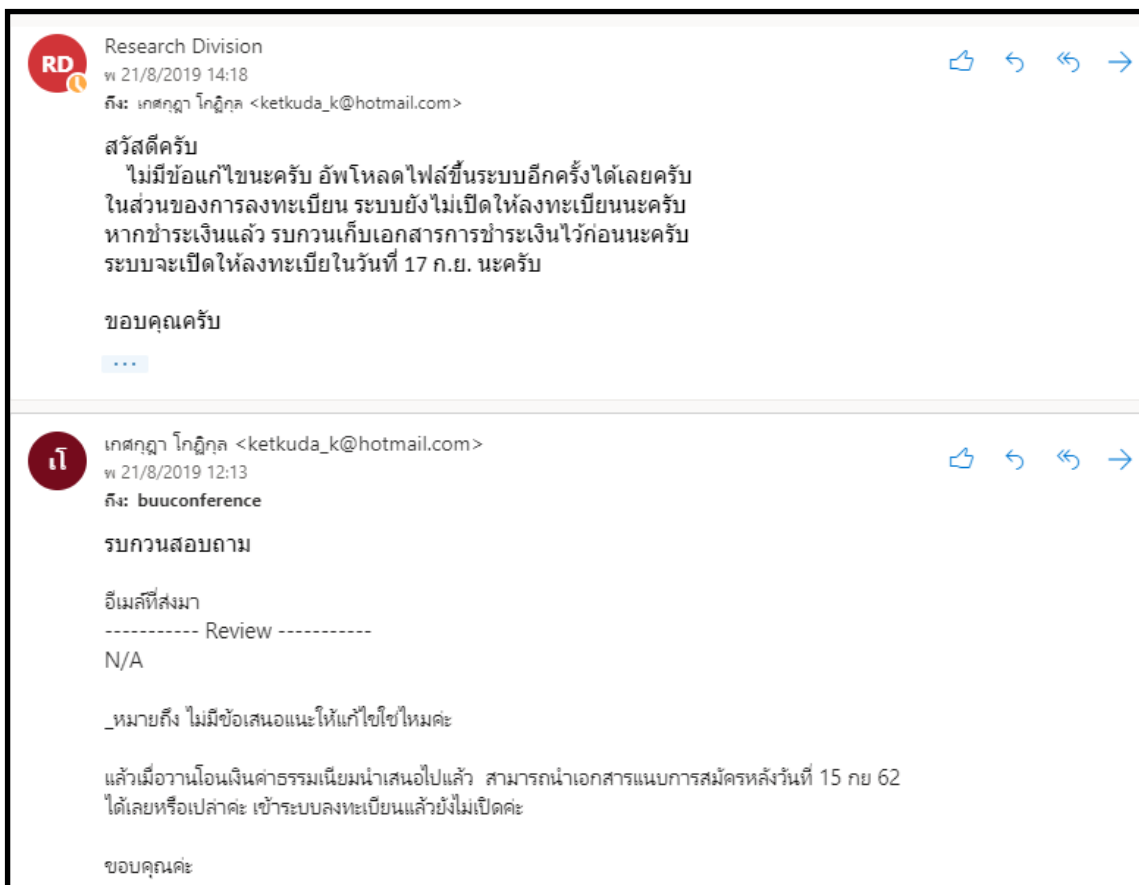 RD
Research Division
พ 21/8/2019 14:18
ถึง: เกศกุฎา โกฏิกุล <ketkuda_k@hotmail.com>
สวัสดีครับ
ไม่มีข้อแก้ไขนะครับ อัพโหลดไฟล์ขึ้นระบบอีกครั้งได้เลยครับ
ในส่วนของการลงทะเบียน ระบบยังไม่เปิดให้ลงทะเบียนนะครับ
หากชำระเงินแล้ว รบกวนเก็บเอกสารการชำระเงินไว้ก่อนนะครับ
ระบบจะเปิดให้ลงทะเบียในวันที่ 17 ก.ย. นะครับ
ขอบคุณครับ
...
เโ
เกศกุฎา โกฏิกุล <ketkuda_k@hotmail.com>
พ 21/8/2019 12:13
ถึง: buuconference
รบกวนสอบถาม
อีเมล์ที่ส่งมา
----------- Review -----------
N/A
_หมายถึง ไม่มีข้อเสนอแนะให้แก้ไขใช่ไหมค่ะ
แล้วเมื่อวานโอนเงินค่าธรรมเนียมนำเสนอไปแล้ว สามารถนำเอกสารแนบการสมัครหลังวันที่ 15 กย 62
ได้เลยหรือเปล่าค่ะ เข้าระบบลงทะเบียนแล้วยังไม่เปิดค่ะ
ขอบคุณค่ะ